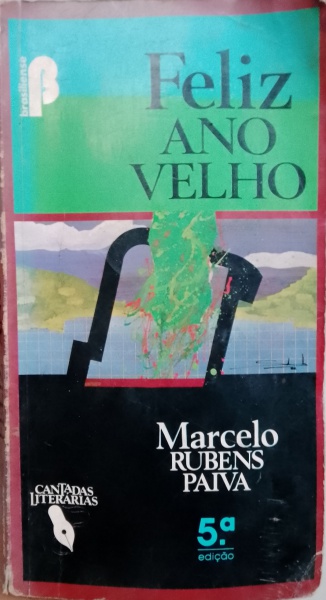 brasiliense
Feliz
ANO
VELHO
Marcelo
RUBENS
PAIVA
CANTADAS
LITERÁRIAS
5.ª
edição